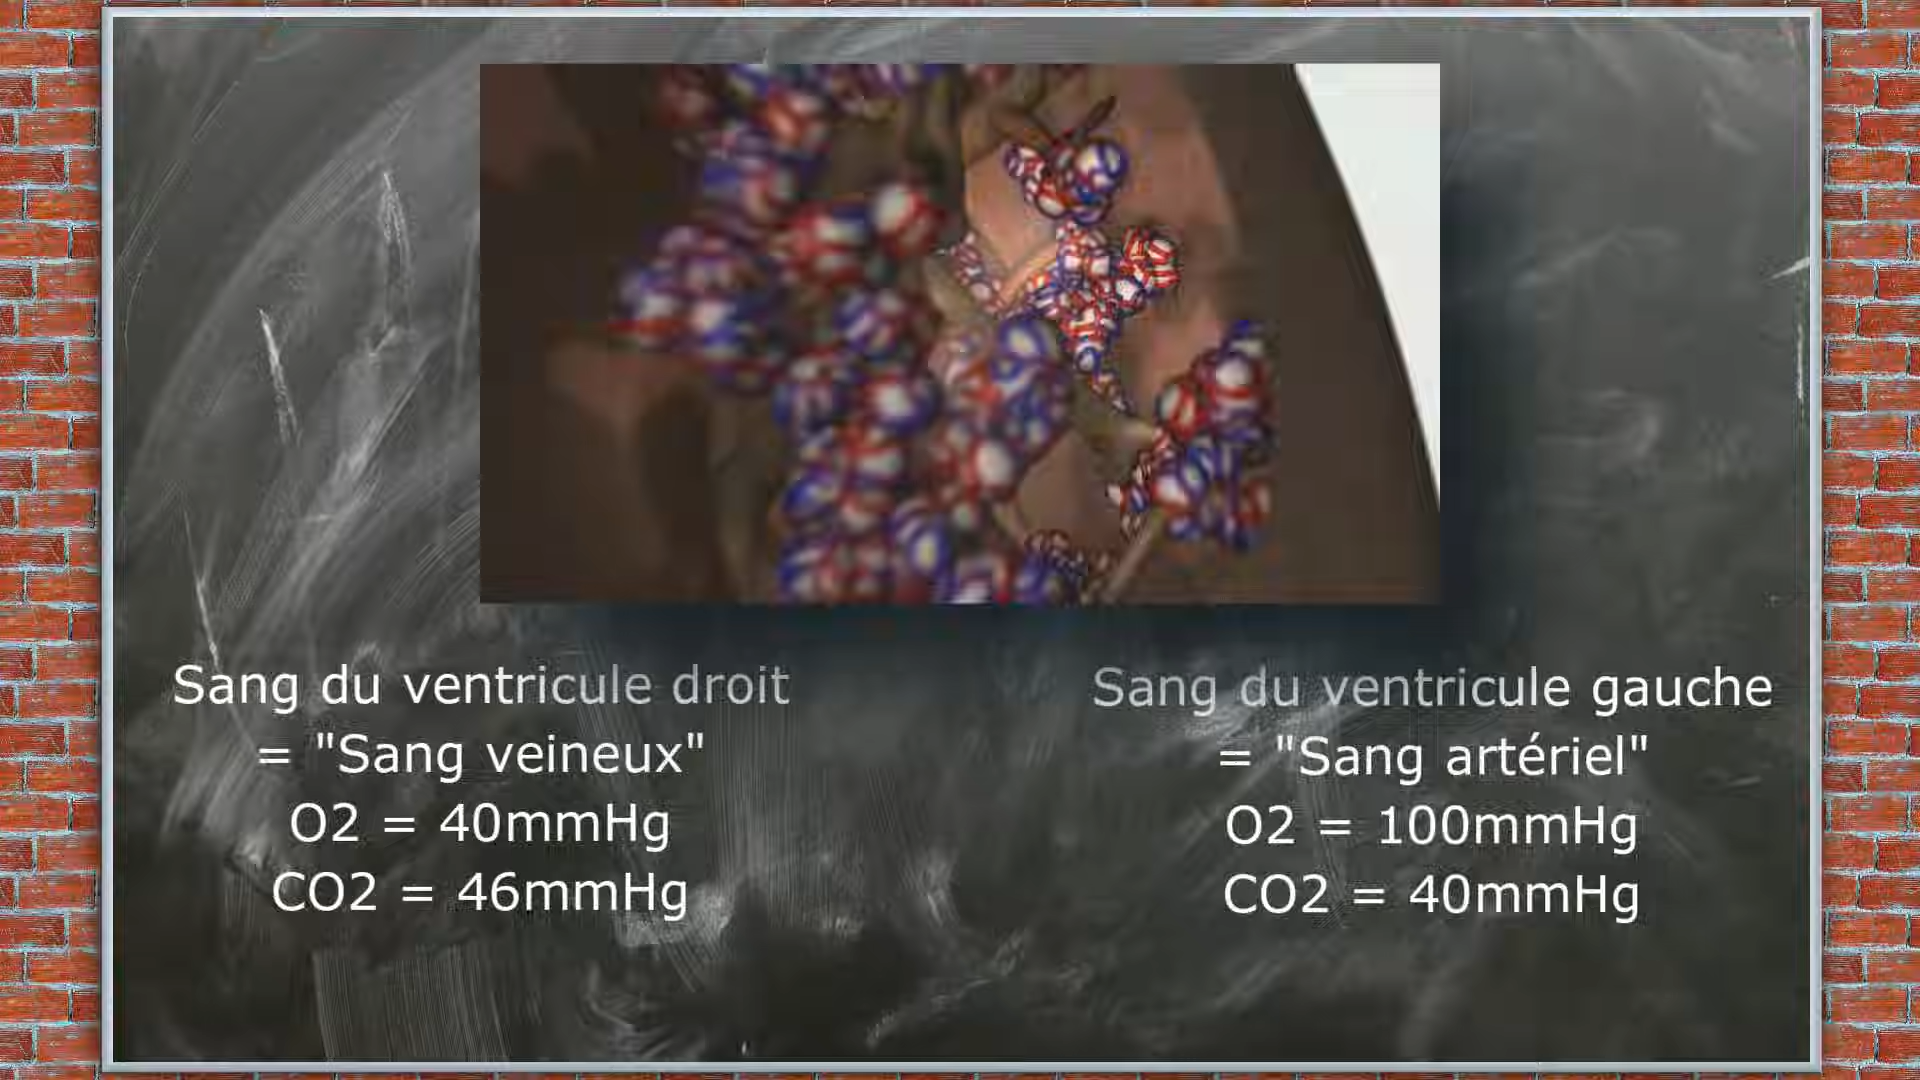 Sang du ventricule droit
= "Sang veineux"
O2 = 40mmHg
CO2 = 46mmHg
Sang du ventricule gauche
= "Sang artériel"
O2 = 100mmHg
CO2 = 40mmHg